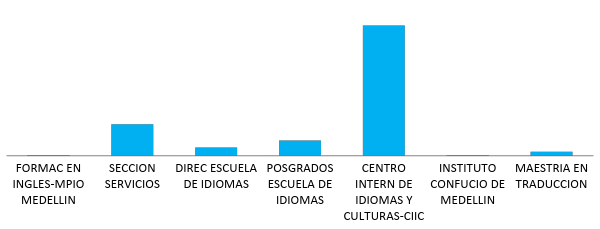 FORMAC EN
INGLES-MPIO
MEDELLIN
SECCION
SERVICIOS
DIREC ESCUELA
DE IDIOMAS
POSGRADOS
ESCUELA DE
IDIOMAS
CENTRO
INTERN DE
IDIOMAS Y
CULTURAS-CIIC
INSTITUTO
CONFUCIO DE
MEDELLIN
MAESTRIA EN
TRADUCCION